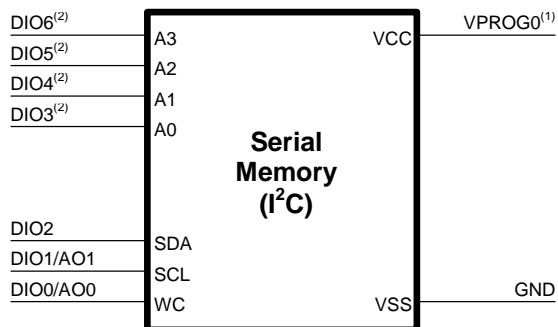 DIO6(2) A3 VCC VPROG0(1)
DIO5(2) A2
DIO4(2) A1
DIO3(2) A0
Serial
Memory
(I²C)
DIO2 SDA
DIO1/AO1 SCL
DIO0/AO0 WC VSS GND